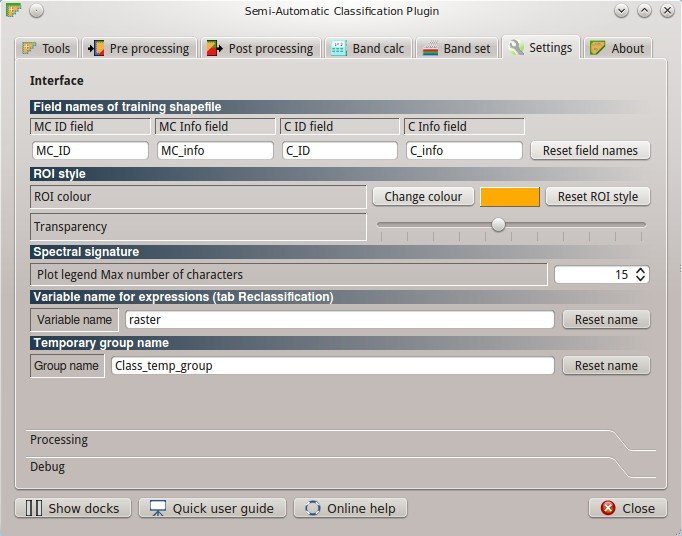 Semi-Automatic Classification Plugin
Tools Pre processing Post processing Band calc Band set Settings About
Interface
Field names of training shapefile
MC ID field MC Info field C ID field C Info field
MC_ID MC_info C_ID C_info Reset field names
ROI style
ROI colour Change colour Reset ROI style
Transparency
Spectral signature
Plot legend Max number of characters 15
Variable name for expressions (tab Reclassification)
Variable name raster Reset name
Temporary group name
Group name Class_temp_group Reset name
Processing
Debug
Show docks Quick user guide Online help Close